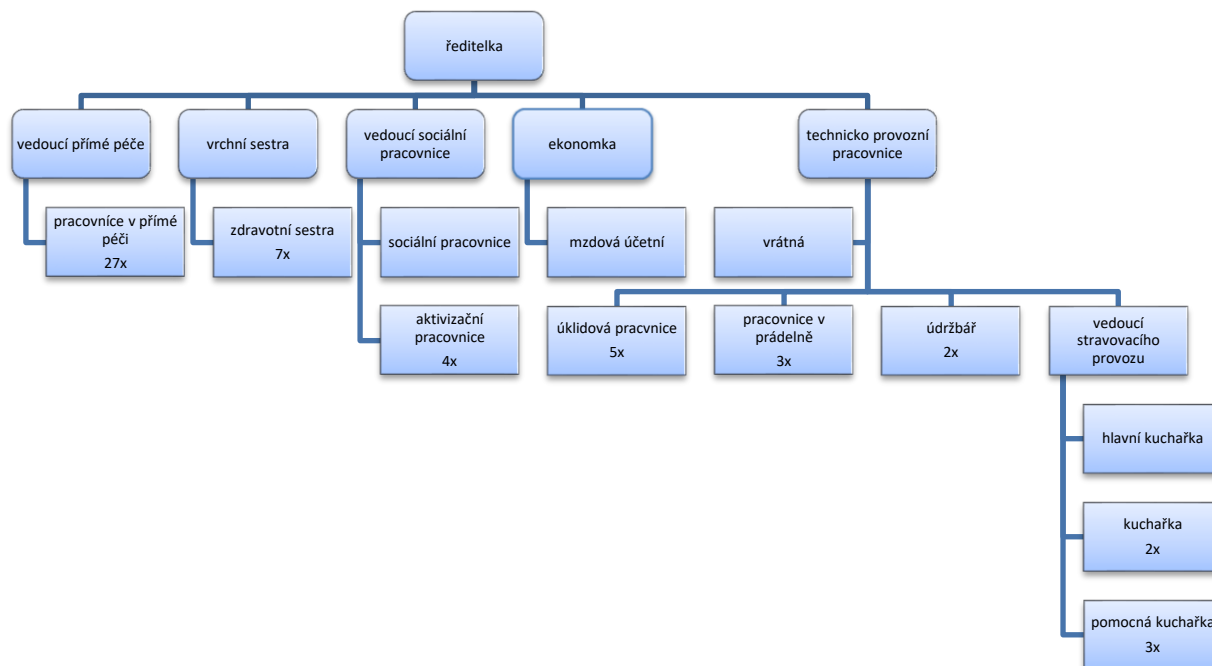 ředitelka
vedoucí přímé péče
vrchní sestra
vedoucí sociální
pracovnice
ekonomka
technicko provozní
pracovnice
pracovníce v přímé
péči
27x
zdravotní sestra
7x
sociální pracovnice
mzdová účetní
vrátná
aktivizační
pracovnice
4x
úklidová pracvnice
5x
pracovnice v
prádelně
3x
údržbář
2x
vedoucí
stravovacího
provozu
hlavní kuchařka
kuchařka
2x
pomocná kuchařka
3x